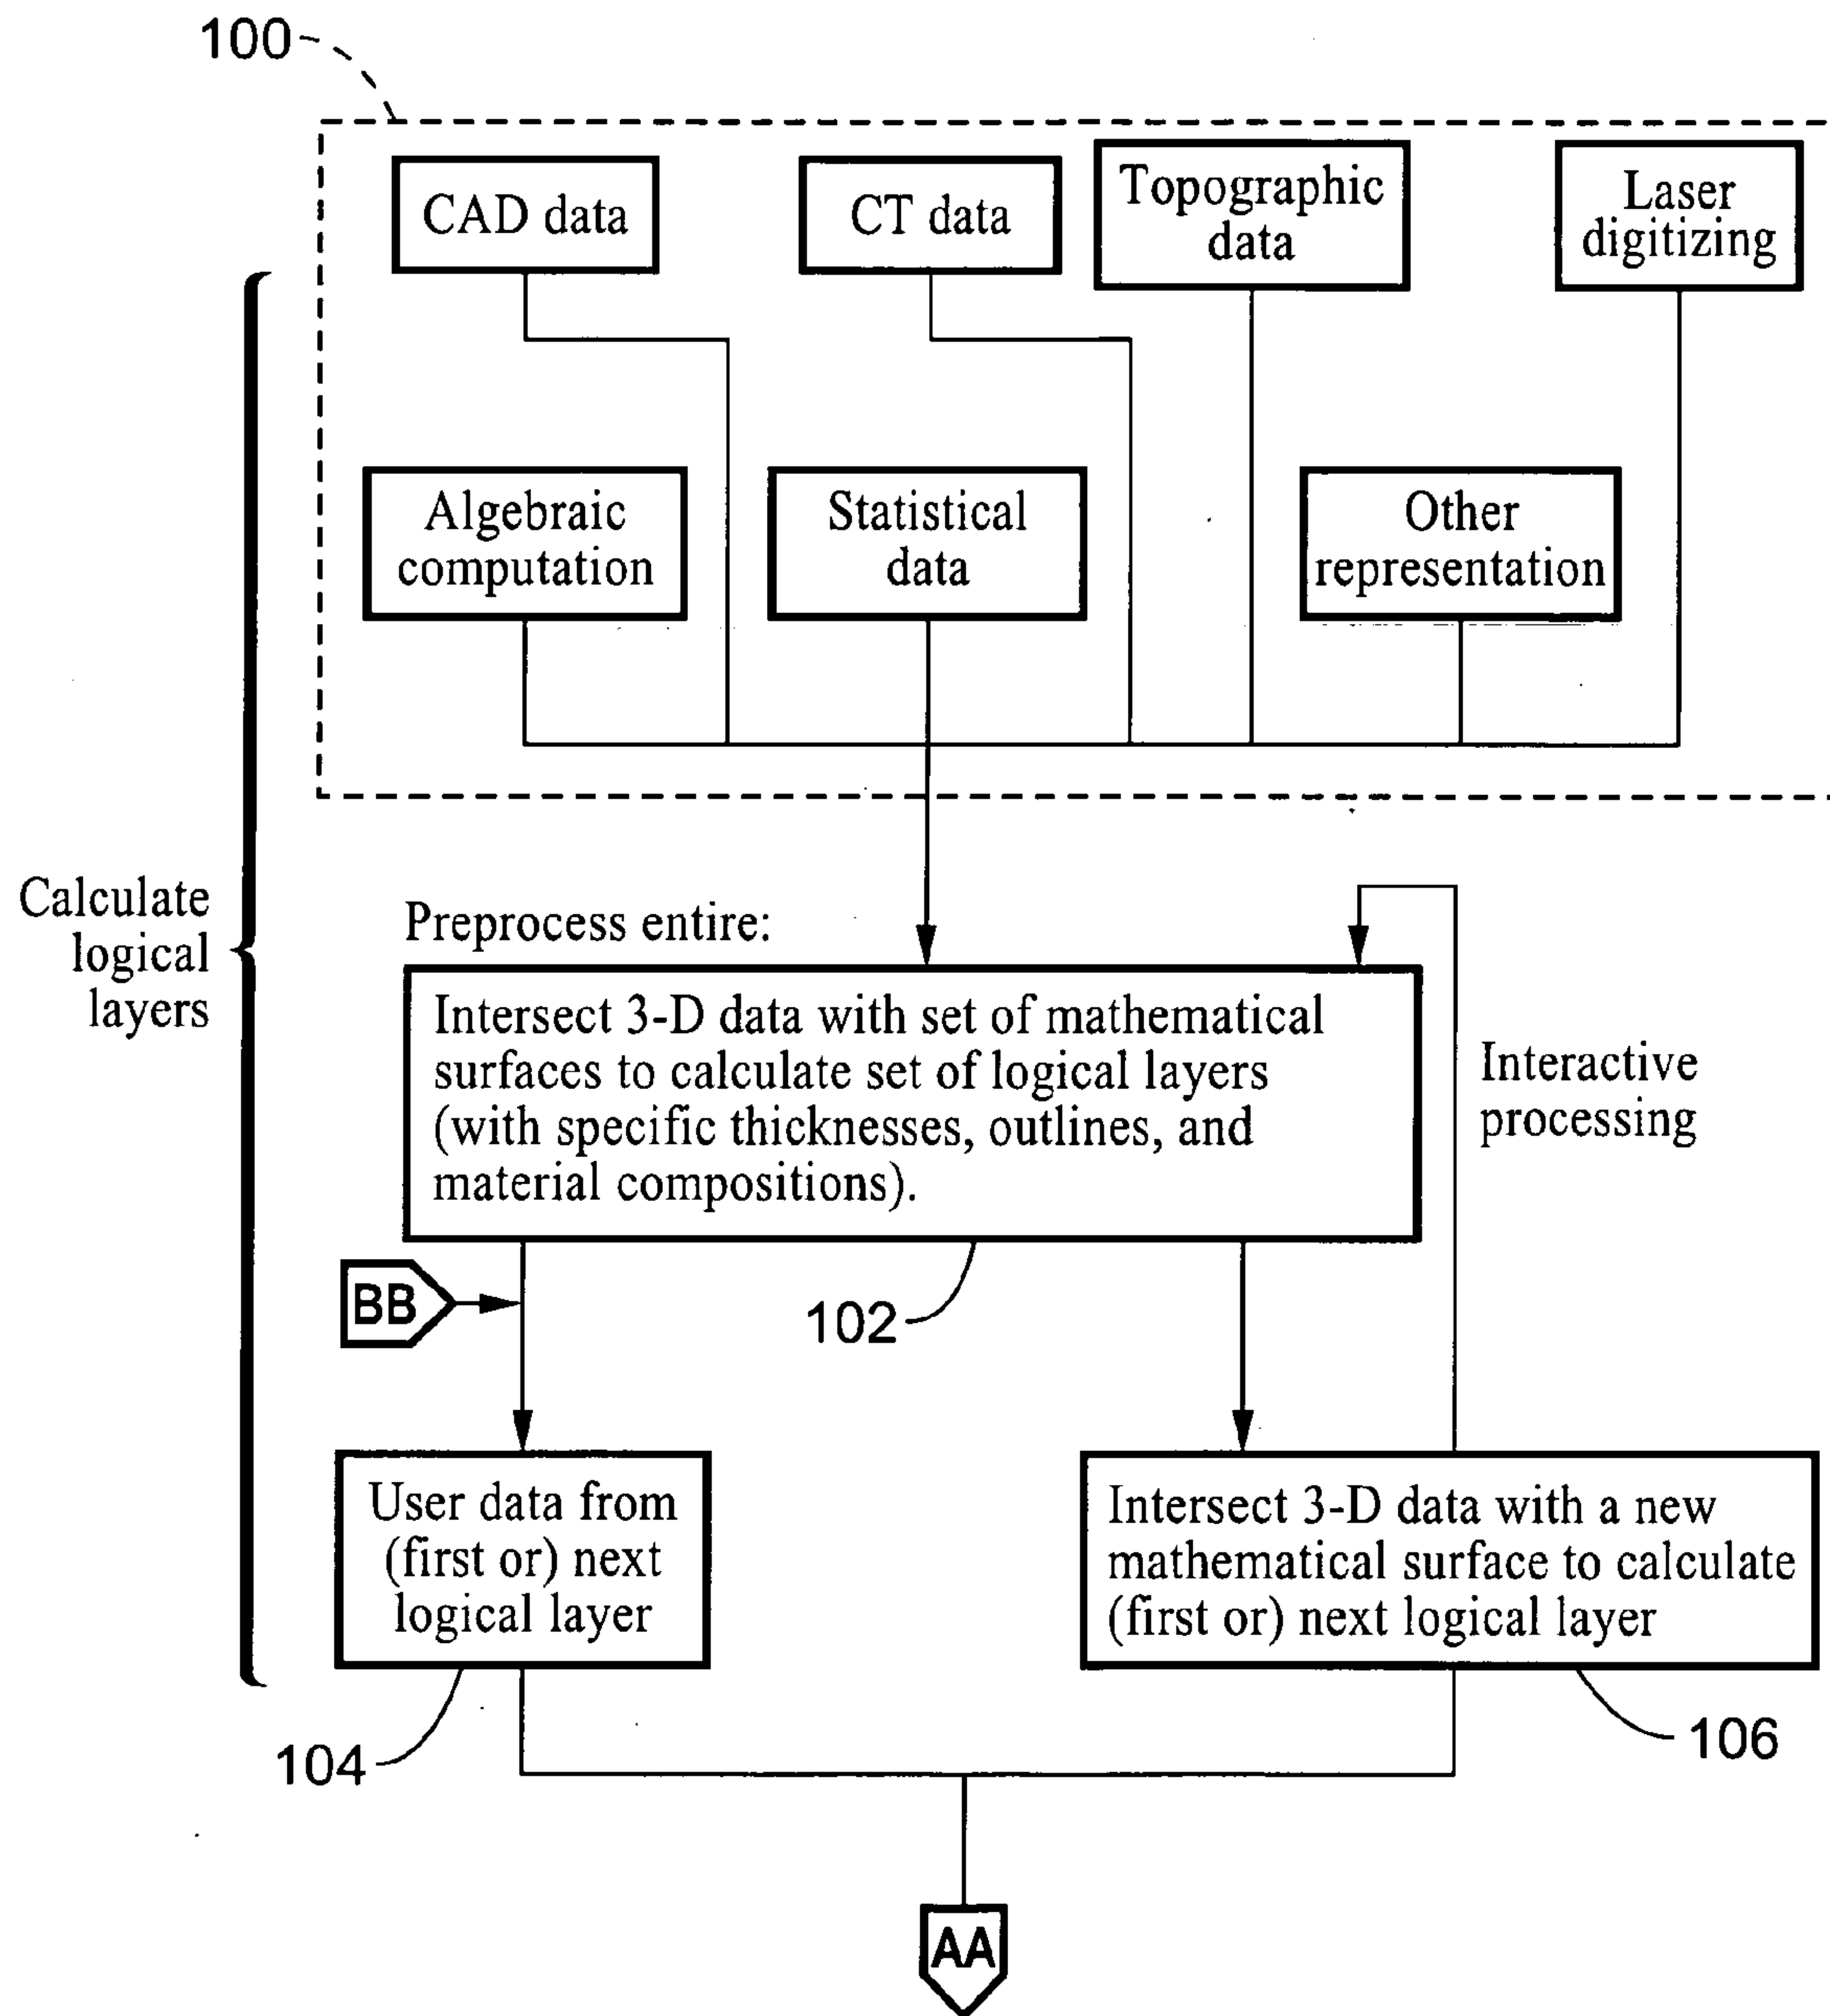 100
CAD data
CT data
Topographic
data
Laser
digitizing
Algebraic
computation
Statistical
data
Other
representation
Calculate
logical
layers
Preprocess entire:
Intersect 3-D data with set of mathematical
surfaces to calculate set of logical layers
(with specific thicknesses, outlines, and
material compositions).
Interactive
processing
BB
102
User data from
(first or) next
logical layer
Intersect 3-D data with a new
mathematical surface to calculate
(first or) next logical layer
104
106
AA